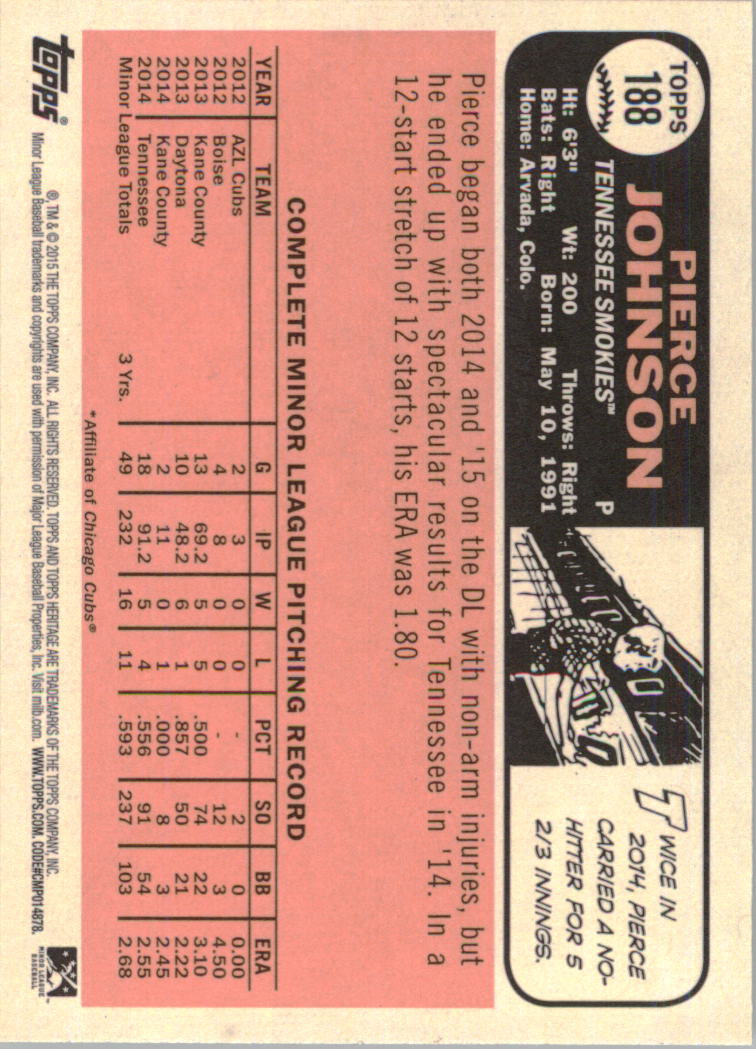 TOPPS
188
PIERCE
JOHNSON
TENNESSEE SMOKIES™ P
Ht: 6'3" Wt: 200 Throws: Right
Bats: Right Born: May 10, 1991
Home: Arvada, Colo.
TWICE IN
2014, PIERCE
CARRIED A NO-
HITTER FOR 5
2/3 INNINGS.
Pierce began both 2014 and '15 on the DL with non-arm injuries, but
he ended up with spectacular results for Tennessee in '14. In a
12-start stretch of 12 starts, his ERA was 1.80.
COMPLETE MINOR LEAGUE PITCHING RECORD
YEAR TEAM G IP W L PCT SO BB ERA
2012 AZL Cubs 2 3 0 0 - 2 0 0.00
2012 Boise 4 8 0 0 - 12 3 4.50
2013 Kane County 13 69.2 5 5 .500 74 22 3.10
2013 Daytona 10 48.2 6 1 .857 50 21 2.22
2014 Kane County 2 11 0 1 .000 8 3 2.45
2014 Tennessee 18 91.2 5 4 .556 91 54 2.55
Minor League Totals 3 Yrs. 49 232 16 11 .593 237 103 2.68
*Affiliate of Chicago Cubs®
topps®
®, TM & © 2015 THE TOPPS COMPANY, INC. ALL RIGHTS RESERVED. TOPPS AND TOPPS HERITAGE ARE TRADEMARKS OF THE TOPPS COMPANY, INC.
Minor League Baseball trademarks and copyrights are used with permission of Major League Baseball Properties, Inc. Visit milb.com. WWW.TOPPS.COM. CODE#CMP014878.
MINOR LEAGUE
BASEBALL